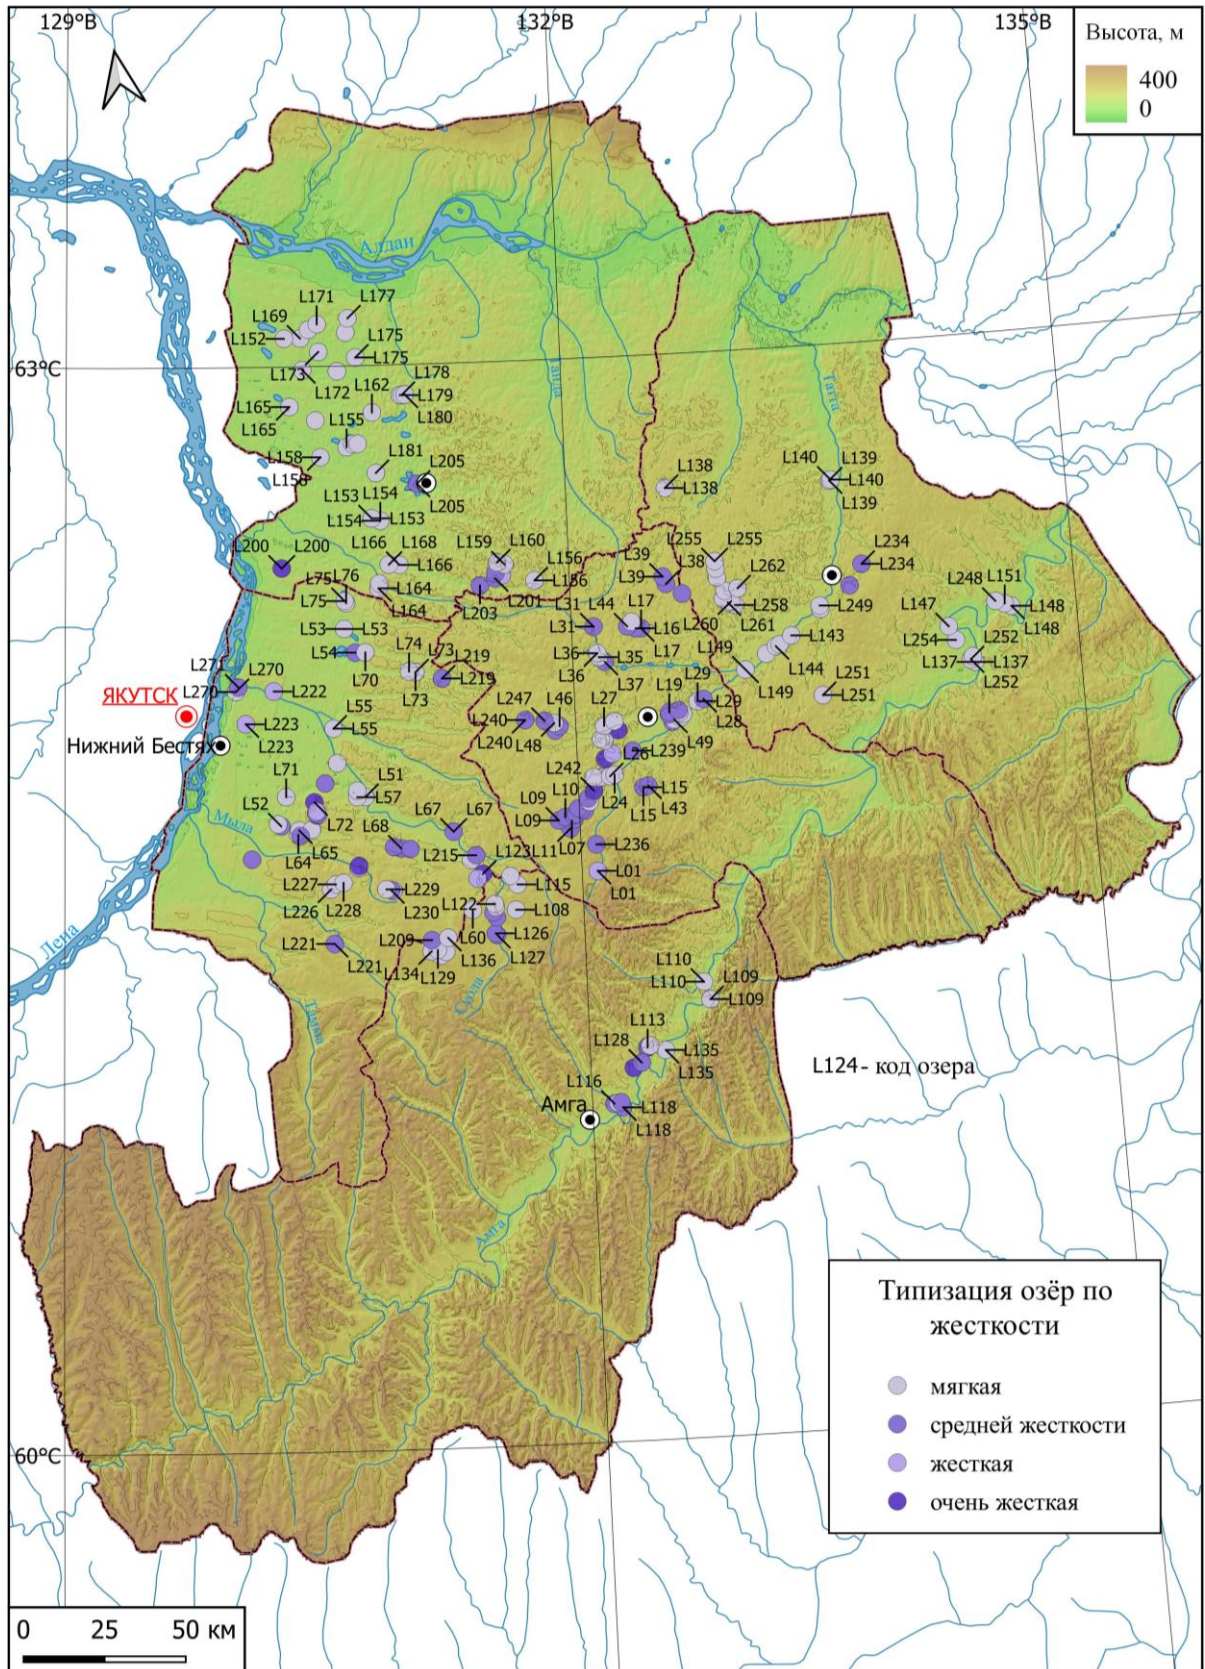 129°В
132°В
135°В
Высота, м
400
0
Алдан
L171
L177
L169
L152
L175
L175
63°С
L173
L172
L162
L178
L179
L180
L165
L165
L155
L158
L158
L181
L205
L205
Танда
Татта
L138
L138
L140
L139
L140
L139
L153
L154
L154
L153
L200
L200
L166
L168
L166
L159
L160
L156
L156
L39
L38
L39
L255
L255
L262
L234
L234
L75
L76
L75
L164
L164
L203
L201
L31
L44
L17
L31
L16
L17
L260
L258
L261
L249
L248
L151
L147
L148
L148
L53
L53
L54
L70
L74
L73
L73
L219
L219
L36
L35
L36
L37
L149
L149
L143
L144
L254
L252
L137
L137
L252
L251
L251
L271
L270
L270
L222
ЯКУТСК
L223
L223
Нижний Бестях
L55
L55
L247
L46
L240
L240
L48
L27
L19
L29
L29
L28
L49
L26
L239
L71
L51
L57
L242
L10
L24
L15
L15
L43
L52
Мыла
L72
L64
L65
L68
L67
L67
L09
L09
L07
L236
L215
L123
L11
L01
L01
L227
L226
L228
L229
L230
L122
L115
L108
Лена
L221
L221
L209
L134
L129
L60
L136
L126
L127
L110
L110
L109
L109
L113
L128
L135
L135
L124 - код озера
L116
Амга
L118
L118
Амга
Типизация озёр по
жесткости
мягкая
средней жесткости
жесткая
очень жесткая
60°С
0 25 50 км